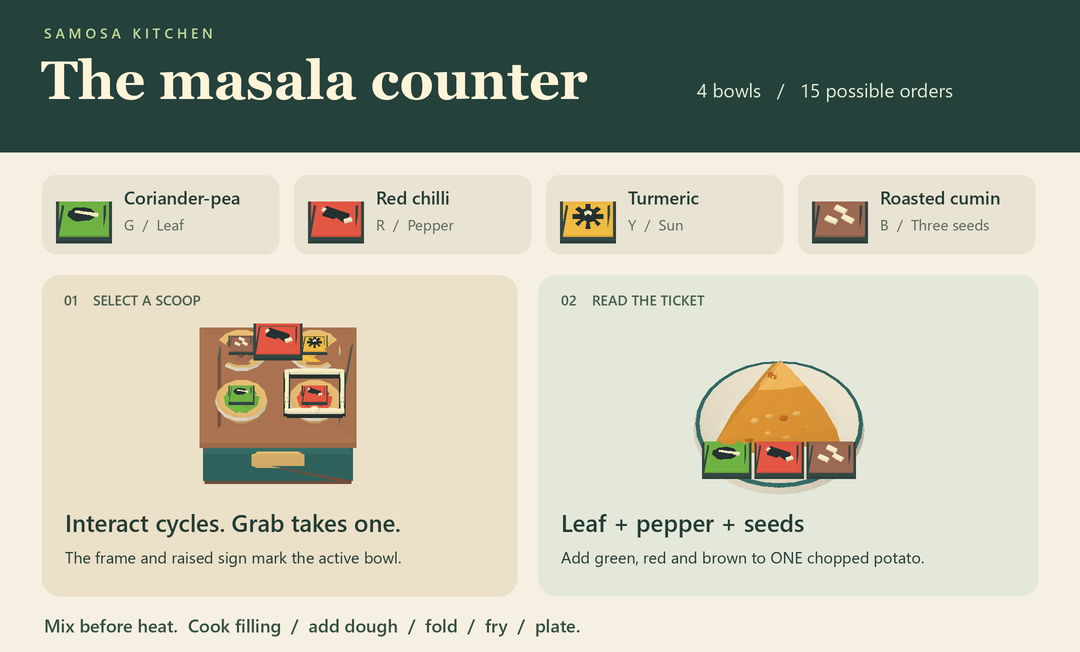 SAMOSA KITCHEN
The masala counter
4 bowls / 15 possible orders
Coriander-pea
G / Leaf
Red chilli
R / Pepper
Turmeric
Y / Sun
Roasted cumin
B / Three seeds
01 SELECT A SCOOP
Interact cycles. Grab takes one.
The frame and raised sign mark the active bowl.
02 READ THE TICKET
Leaf + pepper + seeds
Add green, red and brown to ONE chopped potato.
Mix before heat. Cook filling / add dough / fold / fry / plate.